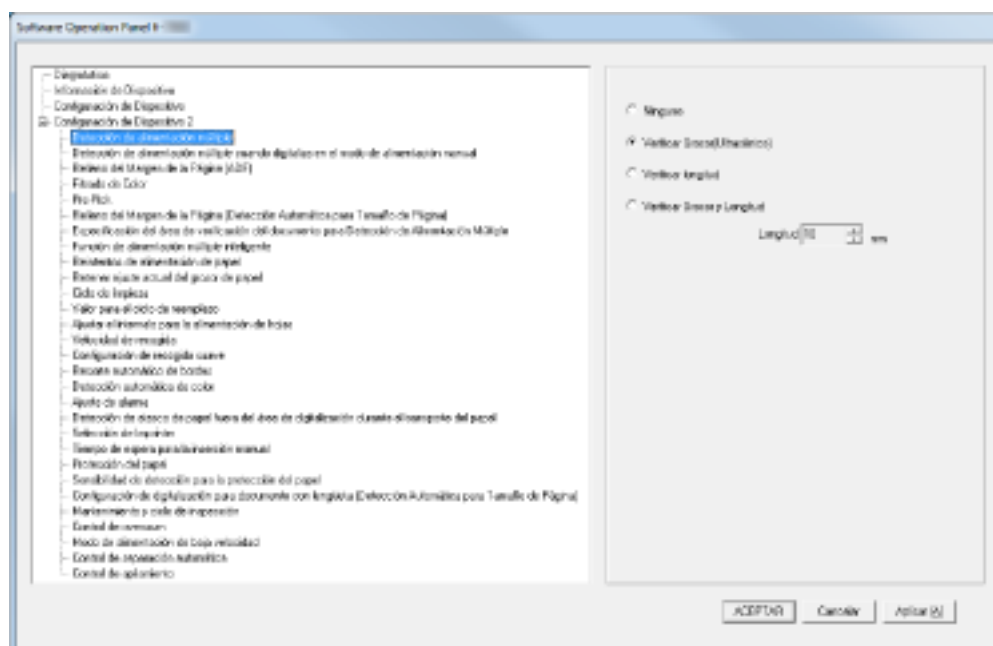 Software Operation Panel II -
Configuración de Dispositivo
Información de Dispositivo
Configuración de Dispositivo 2
Detección de alimentación múltiple
Detección de alimentación múltiple cuando digitaliza en el modo de alimentación manual
Relleno del Margen de la Página (ADF)
Filtrado de Color
Pre-Pick
Relleno del Margen de la Página (Detección Automática para Tamaño de Página)
Especificación del área de verificación del documento para Detección de Alimentación Múltiple
Función de alimentación múltiple inteligente
Reintentos de alimentación de papel
Retener ajuste actual del grosor de papel
Ciclo de limpieza
Valor para el ciclo de reemplazo
Ajustar el intervalo para la alimentación de hojas
Velocidad de recogida
Configuración de recogida suave
Recorte automático de bordes
Detección automática de color
Ajuste de alarma
Detección de atasco de papel fuera del área de digitalización durante el transporte del papel
Selección de Imprinter
Tiempo de espera para la inserción manual
Protección del papel
Sensibilidad de detección para la protección del papel
Configuración de digitalización para documento con lengüeta (Detección Automática para Tamaño de Página)
Mantenimiento y ciclo de inspección
Control de overscan
Modo de alimentación de baja velocidad
Control de separación automática
Control de apilamiento
Ninguno
Verificar Grosor(Ultrasónico)
Verificar longitud
Verificar Grosor y Longitud
Longitud 10 mm
ACEPTAR
Cancelar
Aplicar (A)